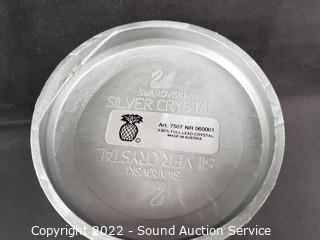 SWAROVSKI
SILVER CRYSTAL
Art. 7507 NR 060001
>30% FULL LEAD CRYSTAL
MADE IN AUSTRIA
SILVER CRYSTAL
SWAROVSKI
Copyright 2022 - Sound Auction Service